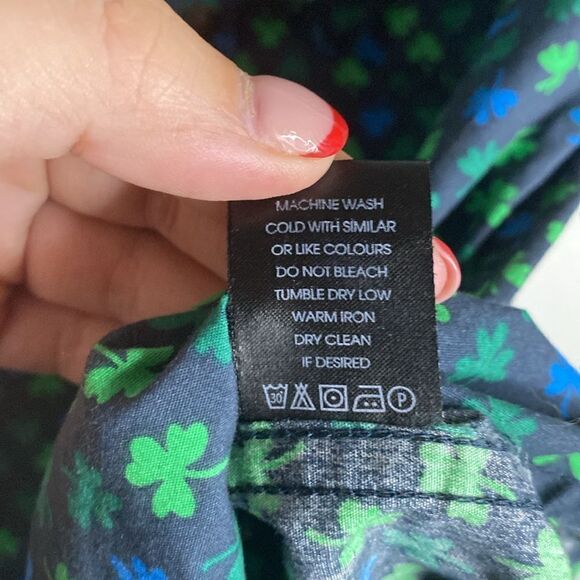 MACHINE WASH
COLD WITH SIMILAR
OR LIKE COLOURS
DO NOT BLEACH
TUMBLE DRY LOW
WARM IRON
DRY CLEAN
IF DESIRED
30 P